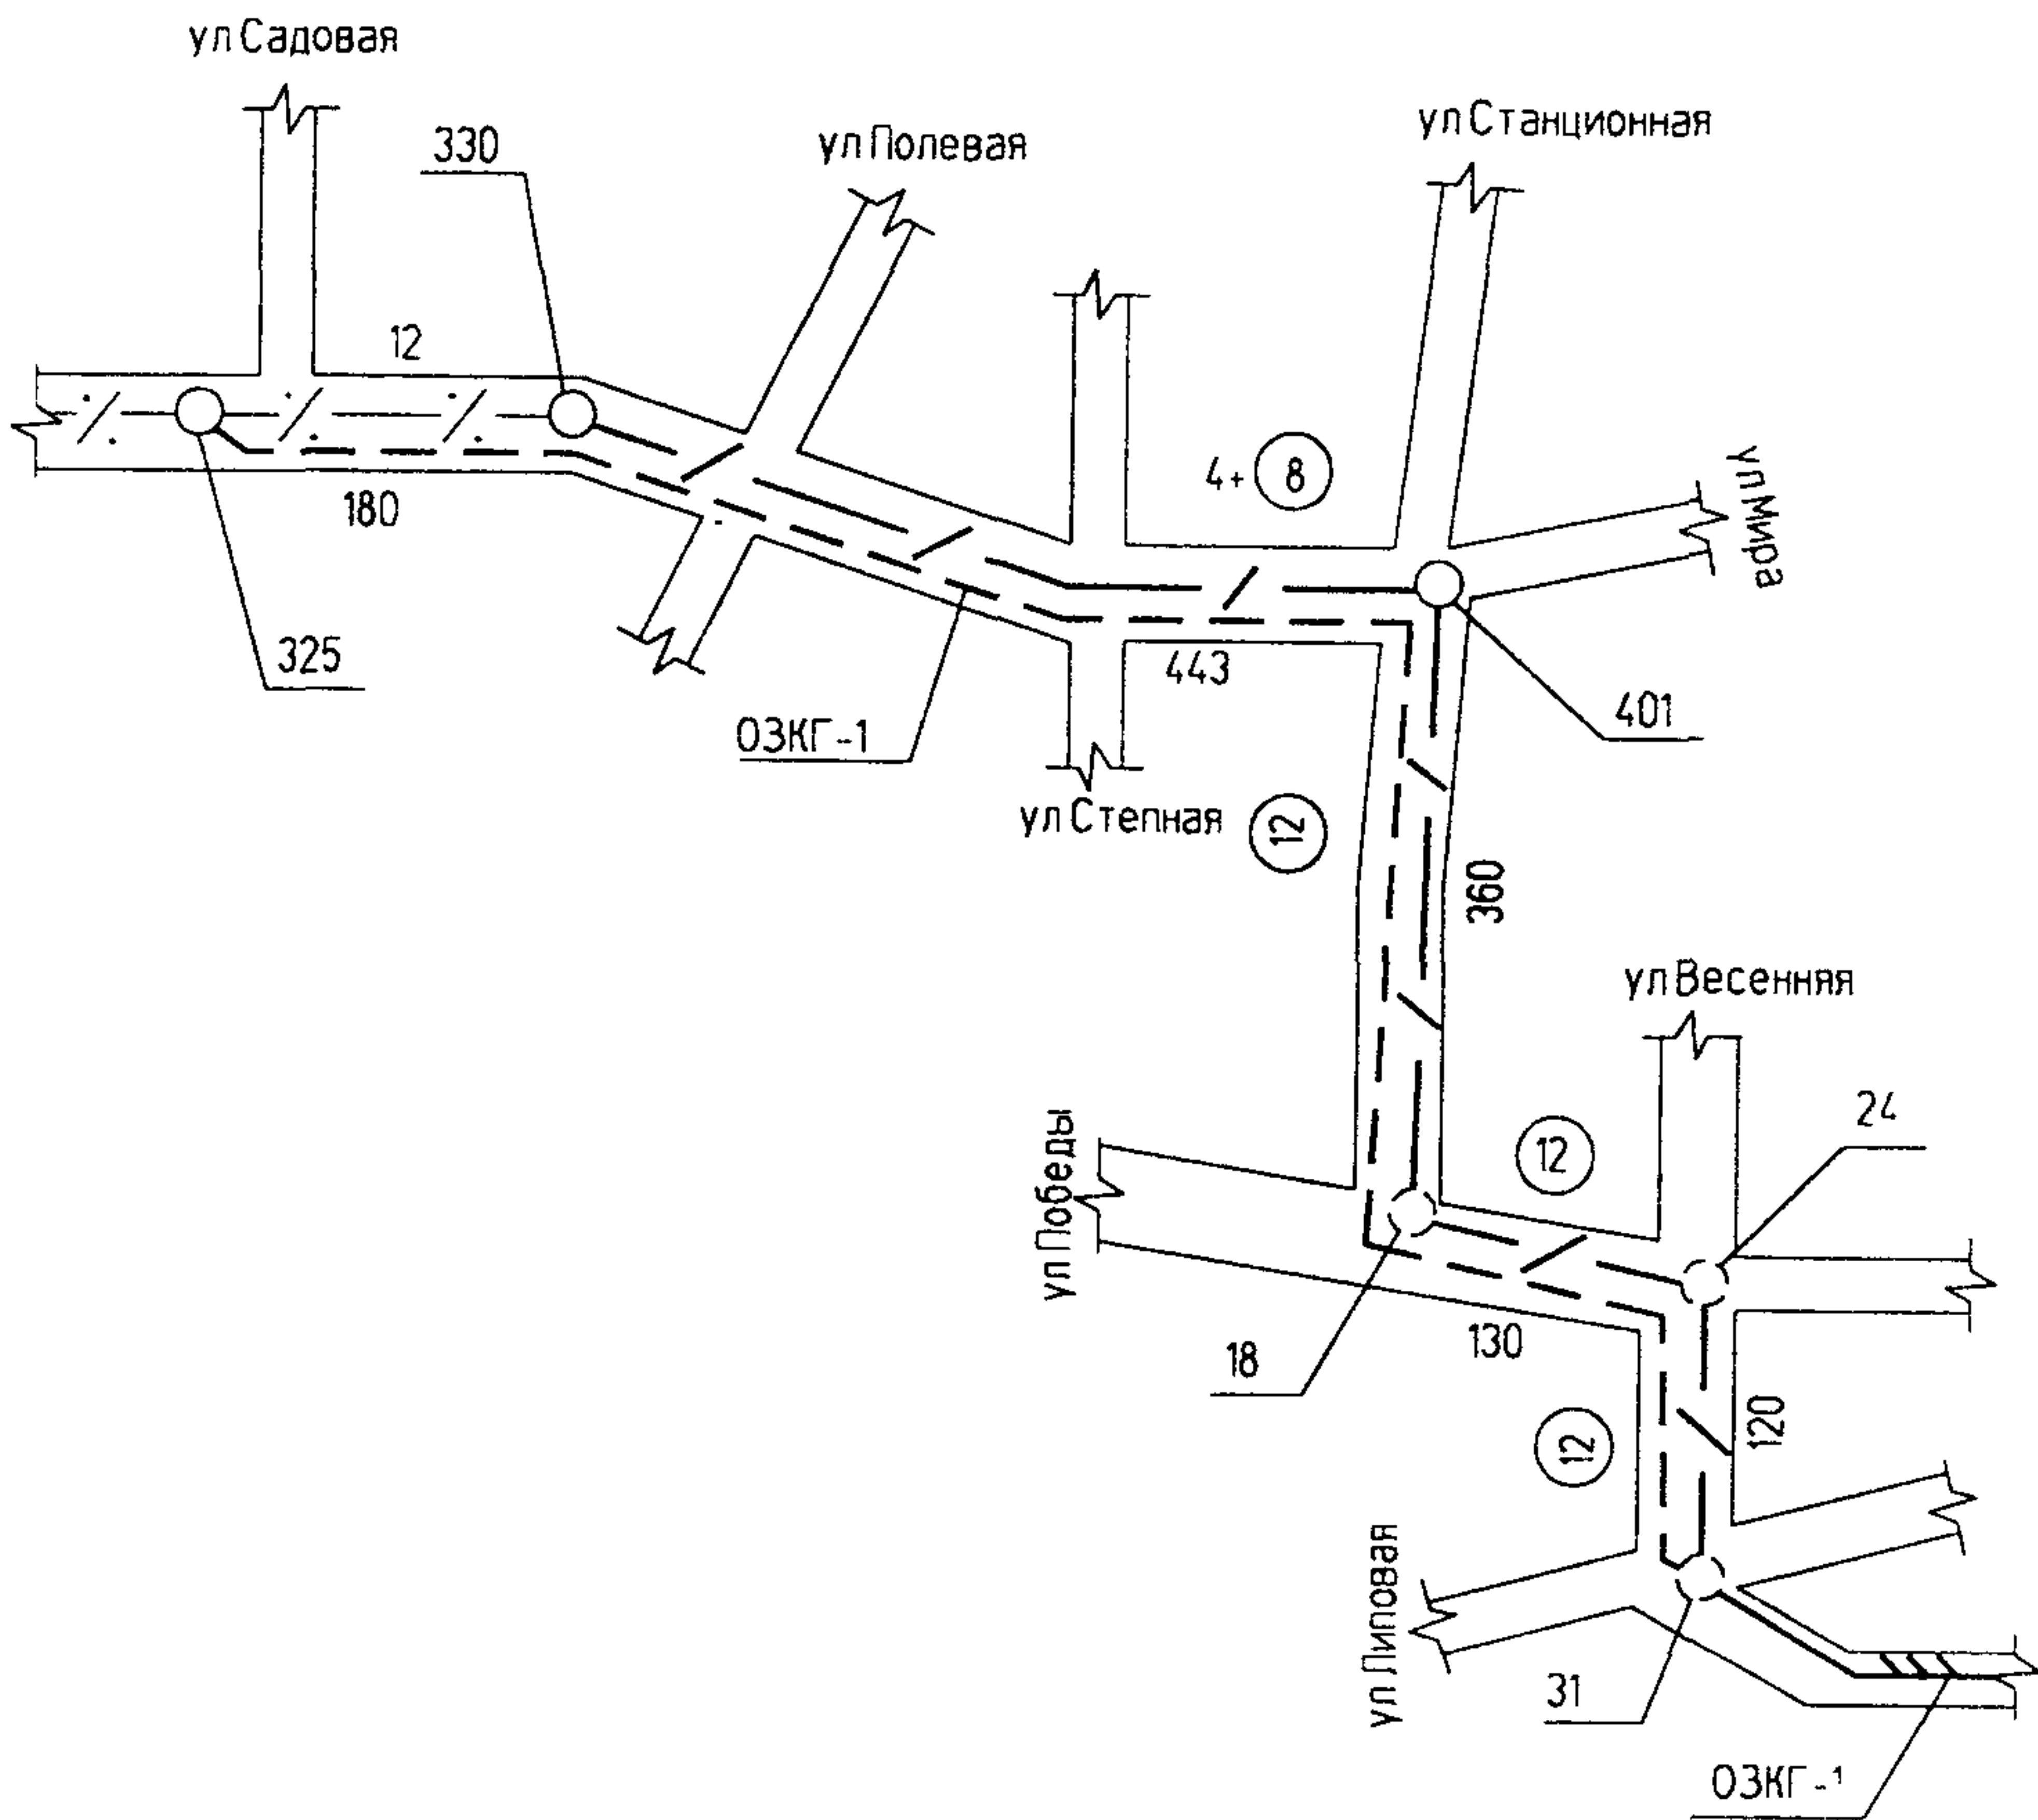 ул Садовая
330
ул Полевая
ул Станционная
12
4+ 8
ул Мира
180
325
443
401
ОЗКГ-1
ул Степная
12
360
ул Весенняя
24
12
ул Победы
130
18
120
12
ул Липовая
31
ОЗКГ-1